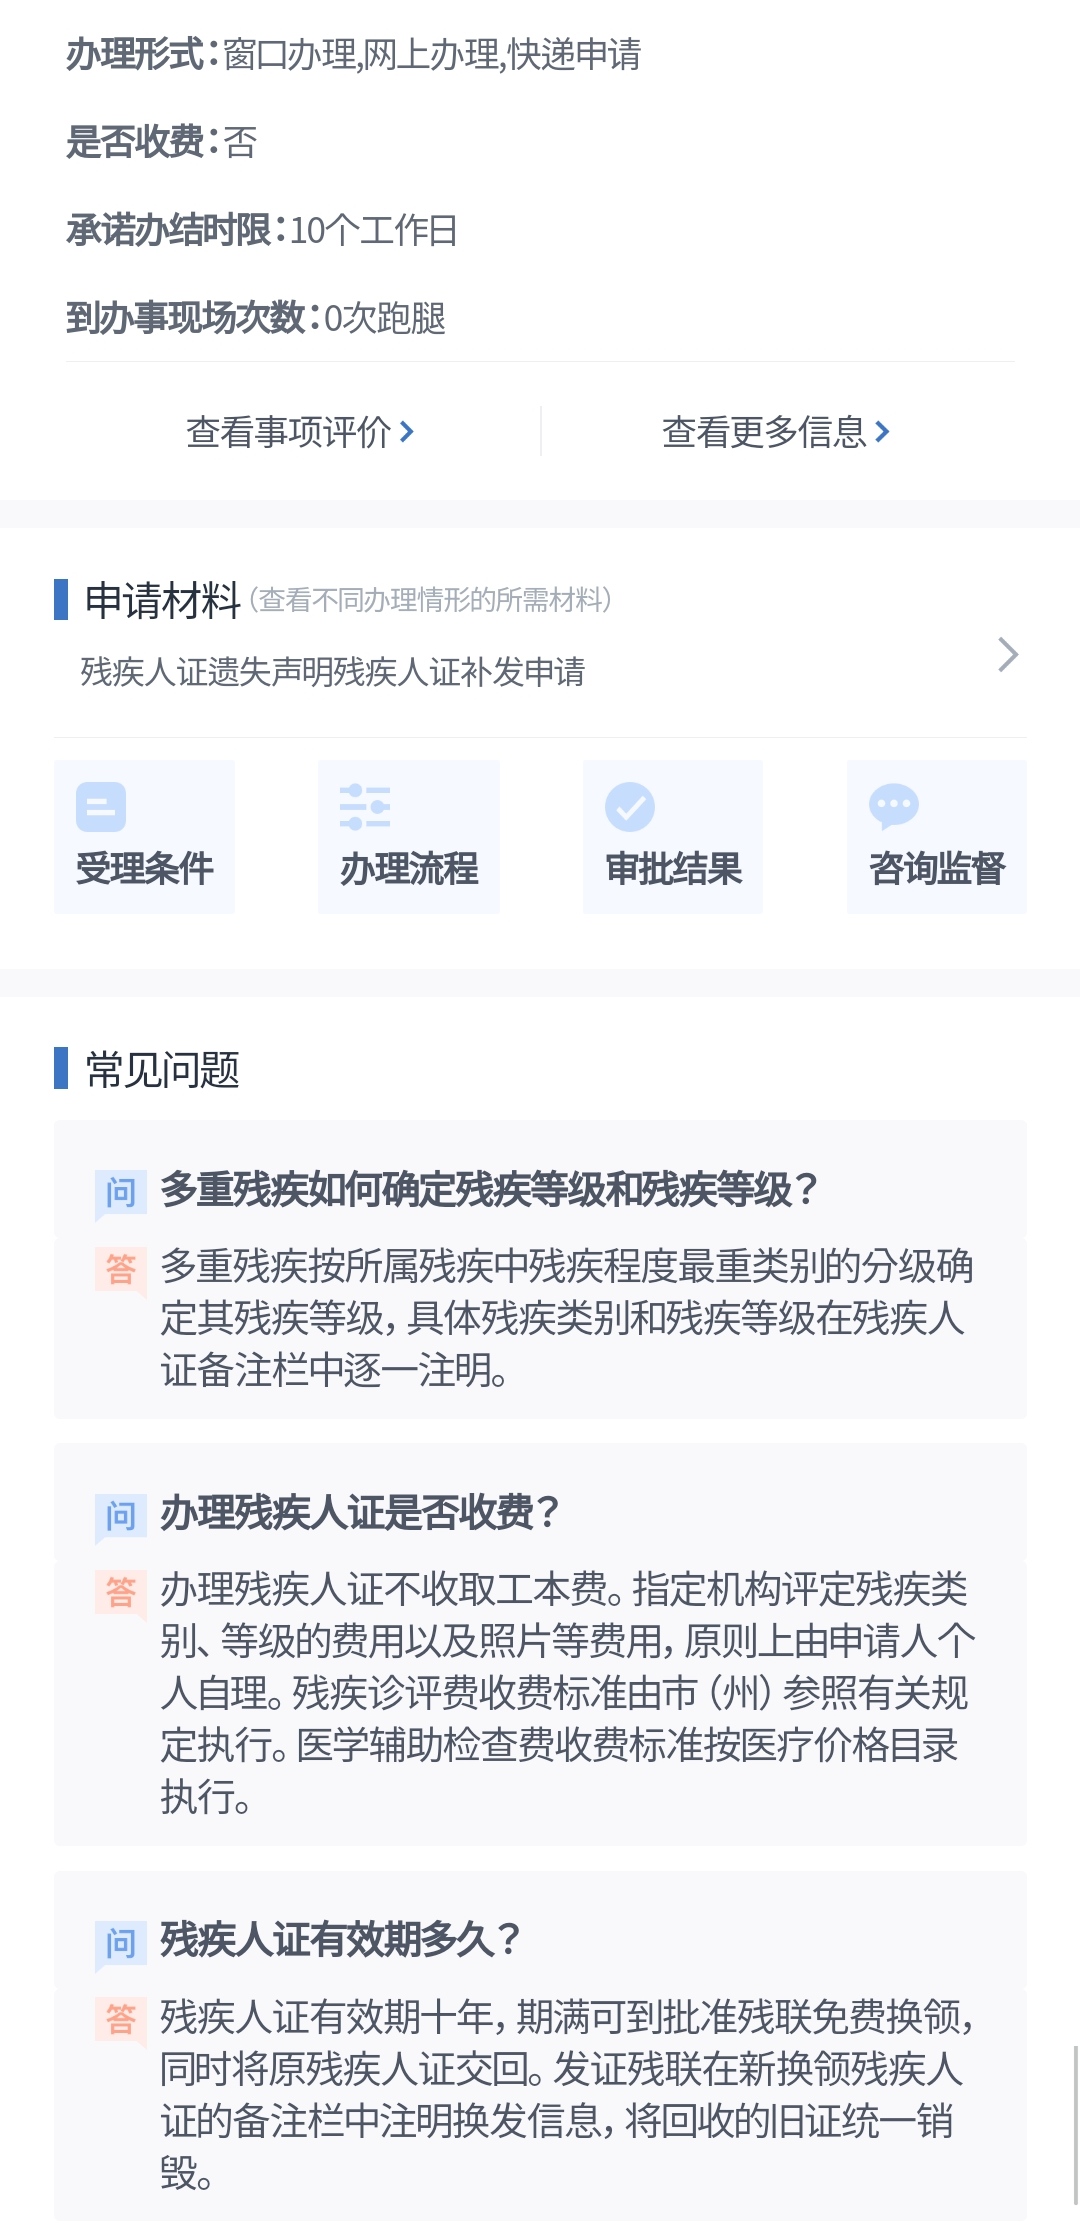 办理形式：窗口办理,网上办理,快递申请
是否收费：否
承诺办结时限：10个工作日
到办事现场次数：0次跑腿
查看事项评价
查看更多信息
申请材料（查看不同办理情形的所需材料）
残疾人证遗失声明残疾人证补发申请
受理条件
办理流程
审批结果
咨询监督
常见问题
问 多重残疾如何确定残疾等级和残疾等级？
答 多重残疾按所属残疾中残疾程度最重类别的分级确
定其残疾等级，具体残疾类别和残疾等级在残疾人
证备注栏中逐一注明。
问 办理残疾人证是否收费？
答 办理残疾人证不收取工本费。指定机构评定残疾类
别、等级的费用以及照片等费用，原则上由申请人个
人自理。残疾诊评费收费标准由市（州）参照有关规
定执行。医学辅助检查费收费标准按医疗价格目录
执行。
问 残疾人证有效期多久？
答 残疾人证有效期十年，期满可到批准残联免费换领，
同时将原残疾人证交回。发证残联在新换领残疾人
证的备注栏中注明换发信息，将回收的旧证统一销
毁。